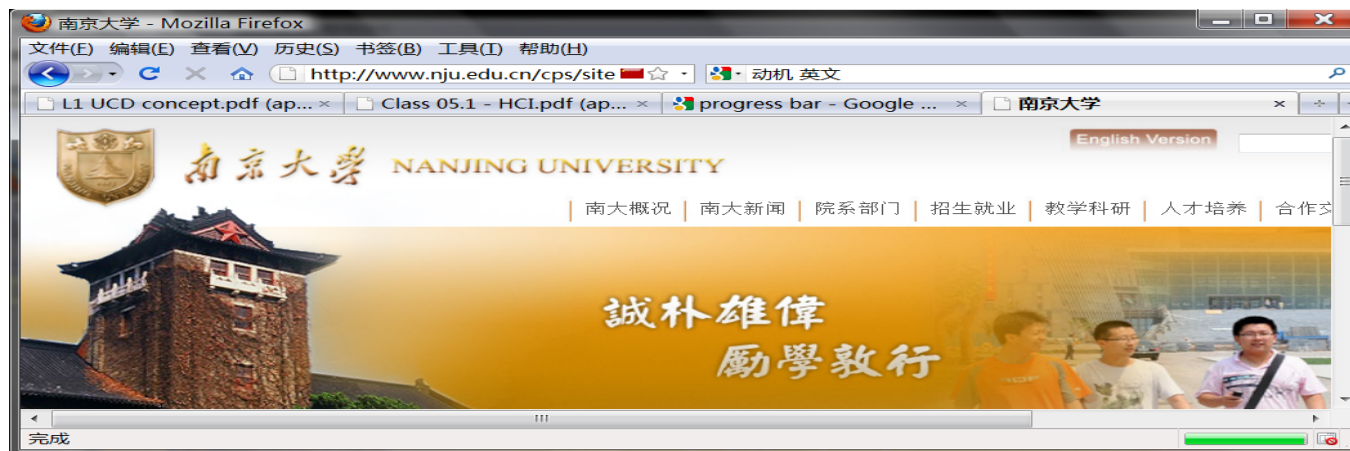 南京大学 - Mozilla Firefox
文件(F) 编辑(E) 查看(V) 历史(S) 书签(B) 工具(T) 帮助(H)
http://www.nju.edu.cn/cps/site 动机 英文
L1 UCD concept.pdf (ap... Class 05.1 - HCI.pdf (ap... progress bar - Google ... 南京大学
English Version
南京大學 NANJING UNIVERSITY
南大概况 南大新闻 院系部门 招生就业 教学科研 人才培养 合作交
誠朴雄偉
勵學敦行
完成